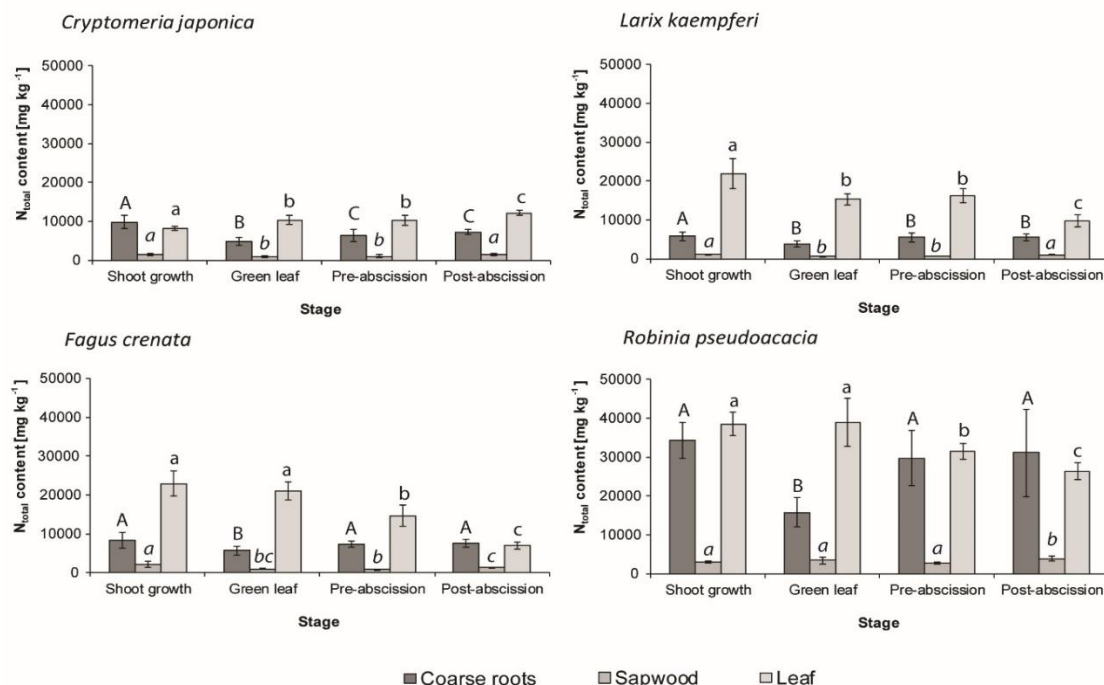 Cryptomeria japonica
N_total content [mg kg⁻¹]
50000
40000
30000
20000
10000
0
A a a
B b b
C b b
C a c
Shoot growth Green leaf Pre-abscission Post-abscission
Stage
Larix kaempferi
N_total content [mg kg⁻¹]
50000
40000
30000
20000
10000
0
A a a
B b b
B b b
B a c
Shoot growth Green leaf Pre-abscission Post-abscission
Stage
Fagus crenata
N_total content [mg kg⁻¹]
50000
40000
30000
20000
10000
0
A a a
B bc a
A b b
A c c
Shoot growth Green leaf Pre-abscission Post-abscission
Stage
Robinia pseudoacacia
N_total content [mg kg⁻¹]
50000
40000
30000
20000
10000
0
A a a
B a a
A a b
A b c
Shoot growth Green leaf Pre-abscission Post-abscission
Stage
Coarse roots Sapwood Leaf